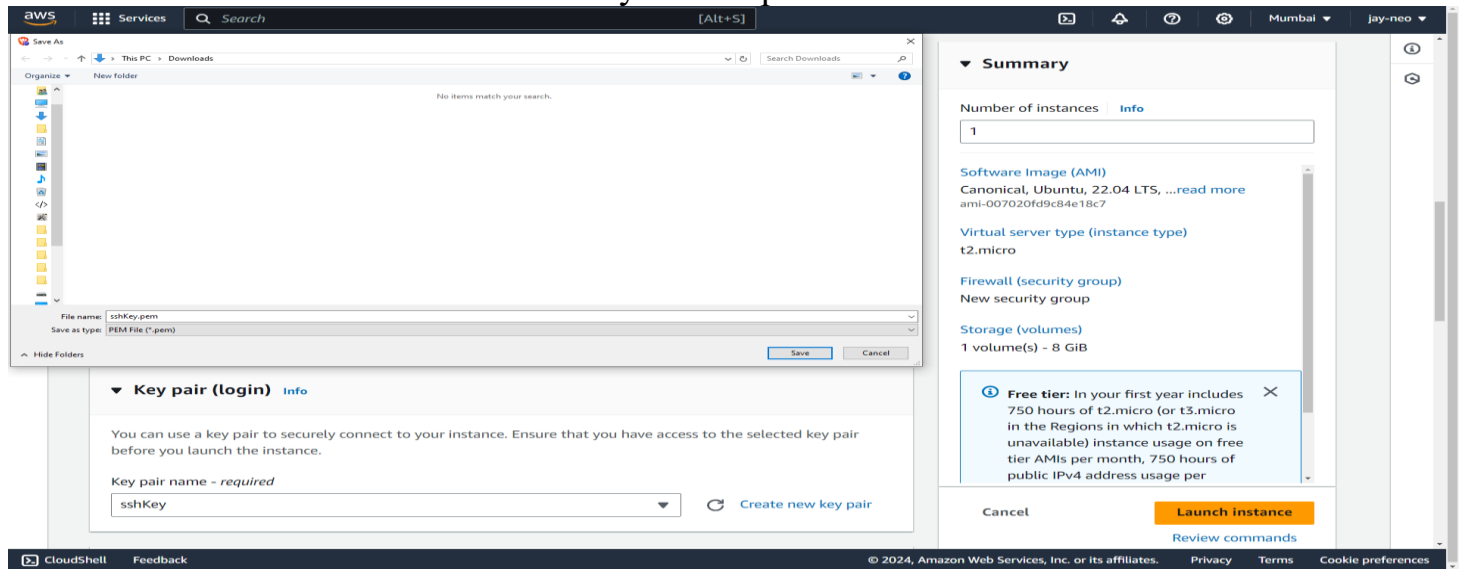 aws
Services
Search
[Alt+S]
Mumbai
jay-neo
Save As
This PC > Downloads
Search Downloads
Organize
New folder
No items match your search.
File name: sshKey.pem
Save as type: PEM File (*.pem)
Hide Folders
Save
Cancel
Key pair (login) Info
You can use a key pair to securely connect to your instance. Ensure that you have access to the selected key pair
before you launch the instance.
Key pair name - required
sshKey
Create new key pair
Summary
Number of instances Info
1
Software Image (AMI)
Canonical, Ubuntu, 22.04 LTS, ...read more
ami-007020fd9c84e18c7
Virtual server type (instance type)
t2.micro
Firewall (security group)
New security group
Storage (volumes)
1 volume(s) - 8 GiB
Free tier: In your first year includes
750 hours of t2.micro (or t3.micro
in the Regions in which t2.micro is
unavailable) instance usage on free
tier AMIs per month, 750 hours of
public IPv4 address usage per
Cancel
Launch instance
Review commands
CloudShell
Feedback
© 2024, Amazon Web Services, Inc. or its affiliates.
Privacy
Terms
Cookie preferences